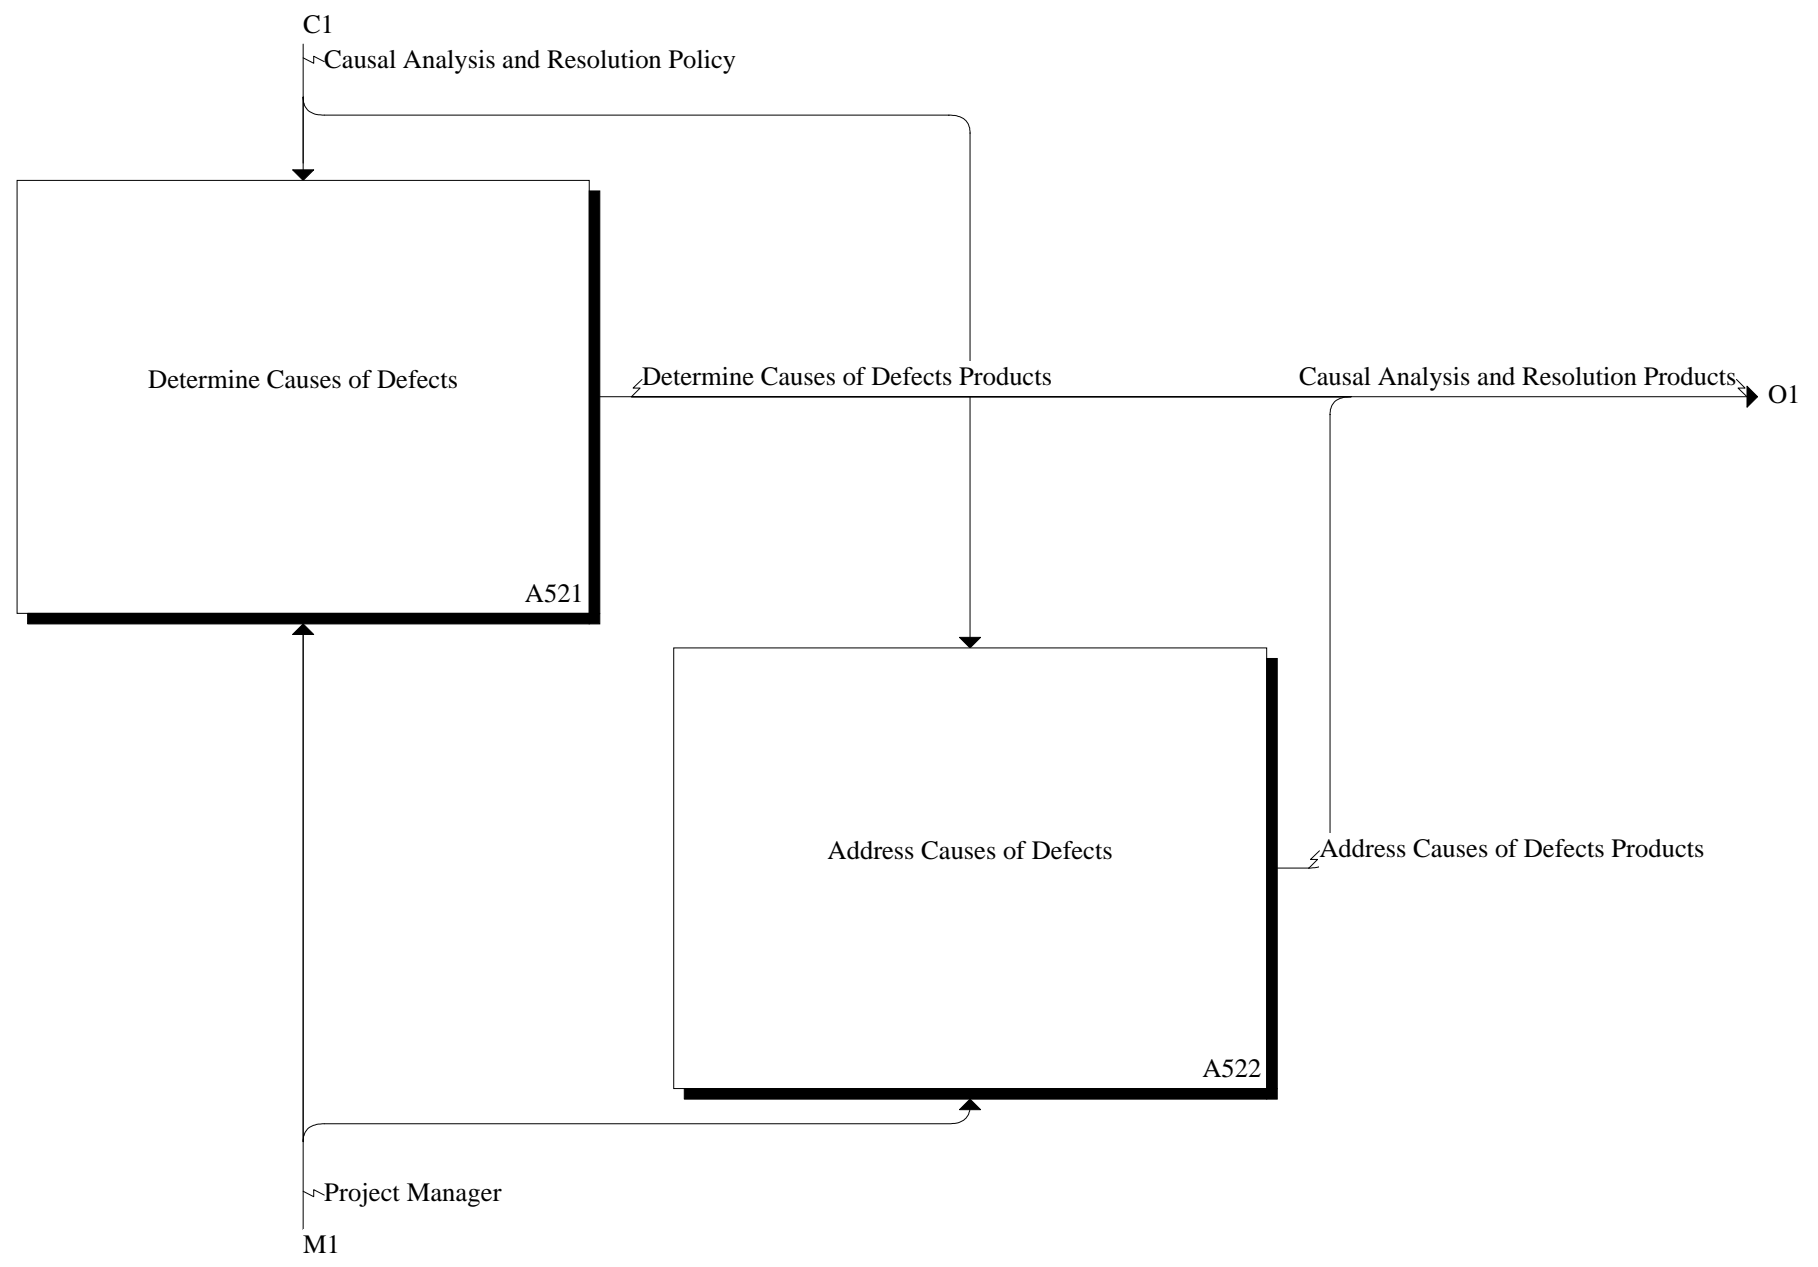 C1
Causal Analysis and Resolution Policy
Determine Causes of Defects Products
Causal Analysis and Resolution Products
O1
Determine Causes of Defects
A521
Address Causes of Defects
Address Causes of Defects Products
A522
Project Manager
M1